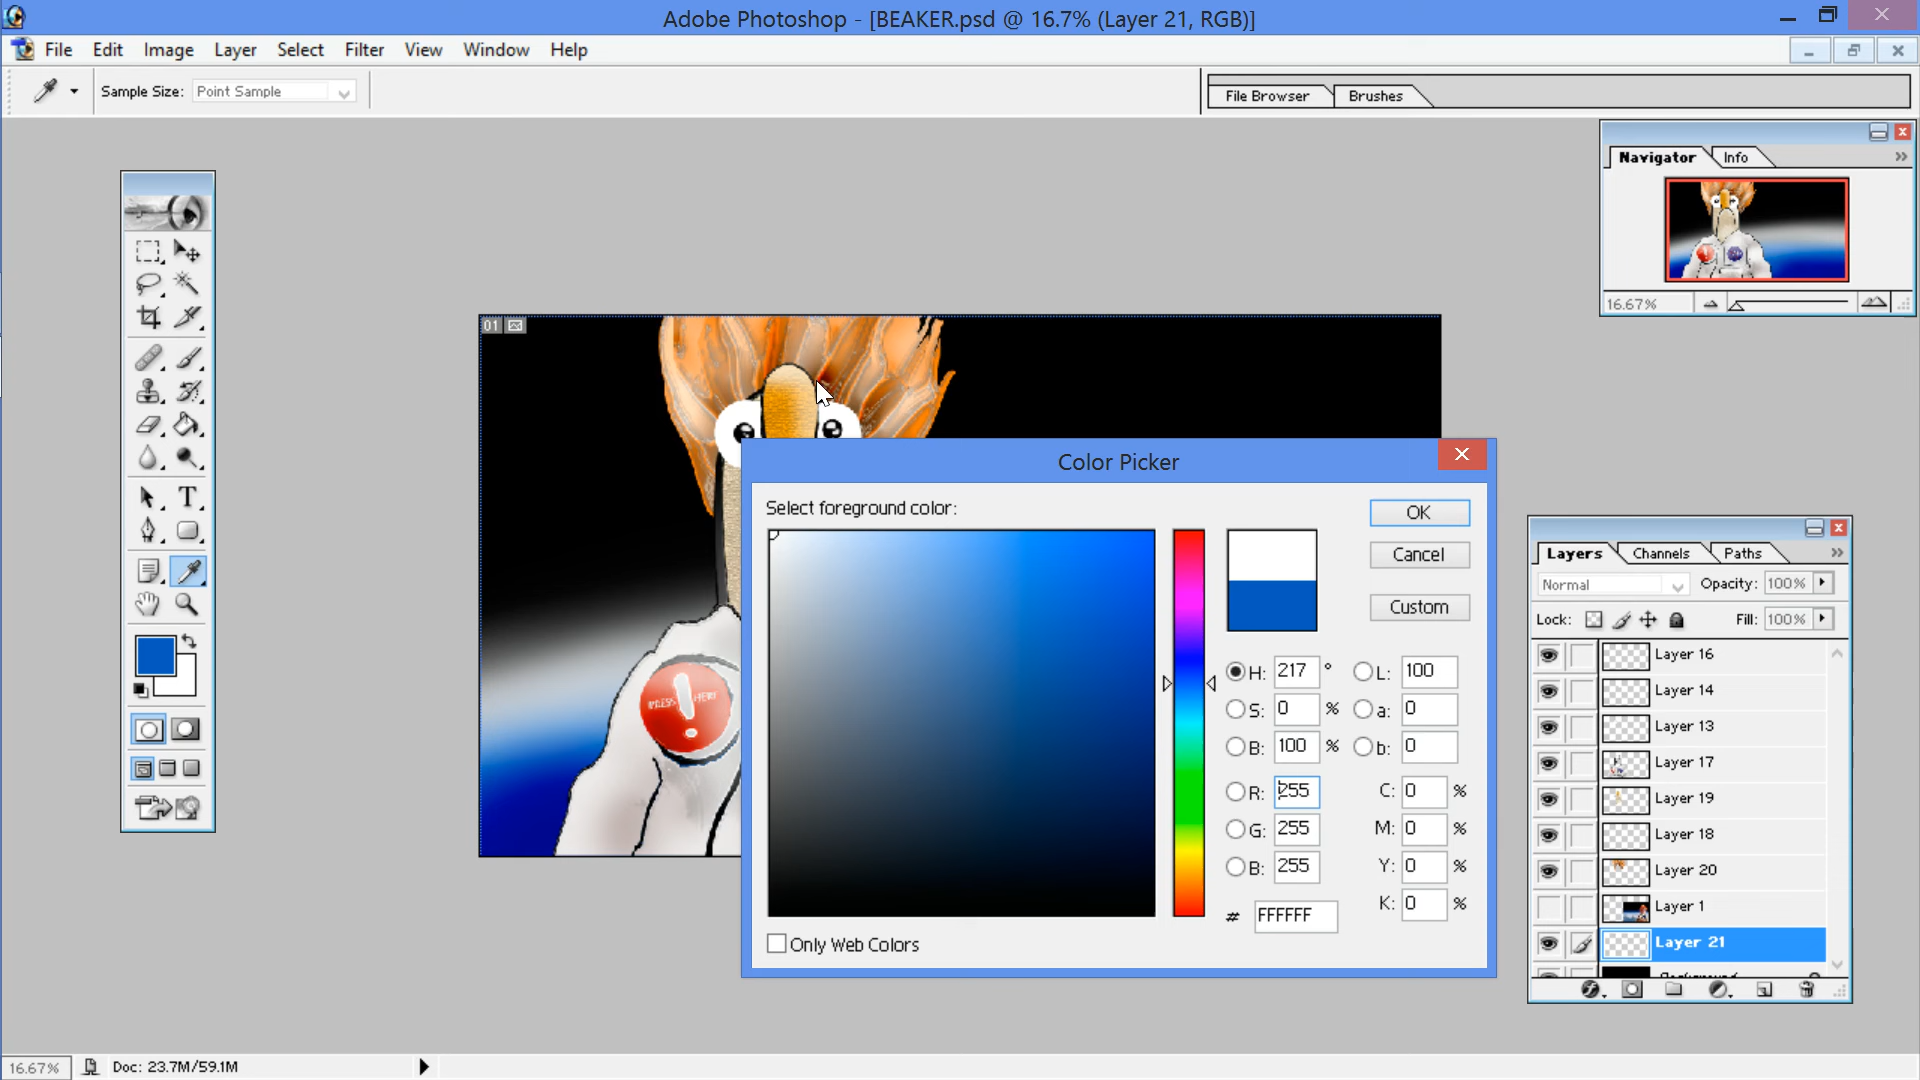 Adobe Photoshop - [BEAKER.psd @ 16.7% (Layer 21, RGB)]
File Edit Image Layer Select Filter View Window Help
Sample Size: Point Sample
File Browser Brushes
Navigator Info
16.67%
01
PRESS HERE
Color Picker
Select foreground color:
OK
Cancel
Custom
H: 217 ° L: 100
S: 0 % a: 0
B: 100 % b: 0
R: 255 C: 0 %
G: 255 M: 0 %
B: 255 Y: 0 %
# FFFFFF K: 0 %
Only Web Colors
Layers Channels Paths
Normal Opacity: 100%
Lock: Fill: 100%
Layer 16
Layer 14
Layer 13
Layer 17
Layer 19
Layer 18
Layer 20
Layer 1
Layer 21
Background
16.67% Doc: 23.7M/59.1M